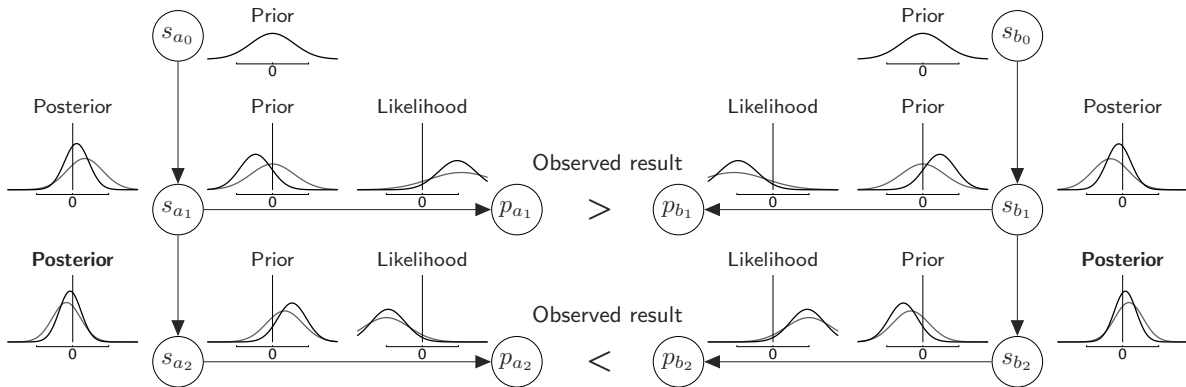 Prior Prior
s_{a_0} s_{b_0}
0 0
Posterior Prior Likelihood Likelihood Prior Posterior
Observed result
0 0 0 0 0 0
s_{a_1} p_{a_1} > p_{b_1} s_{b_1}
Posterior Prior Likelihood Likelihood Prior Posterior
Observed result
0 0 0 0 0 0
s_{a_2} p_{a_2} < p_{b_2} s_{b_2}